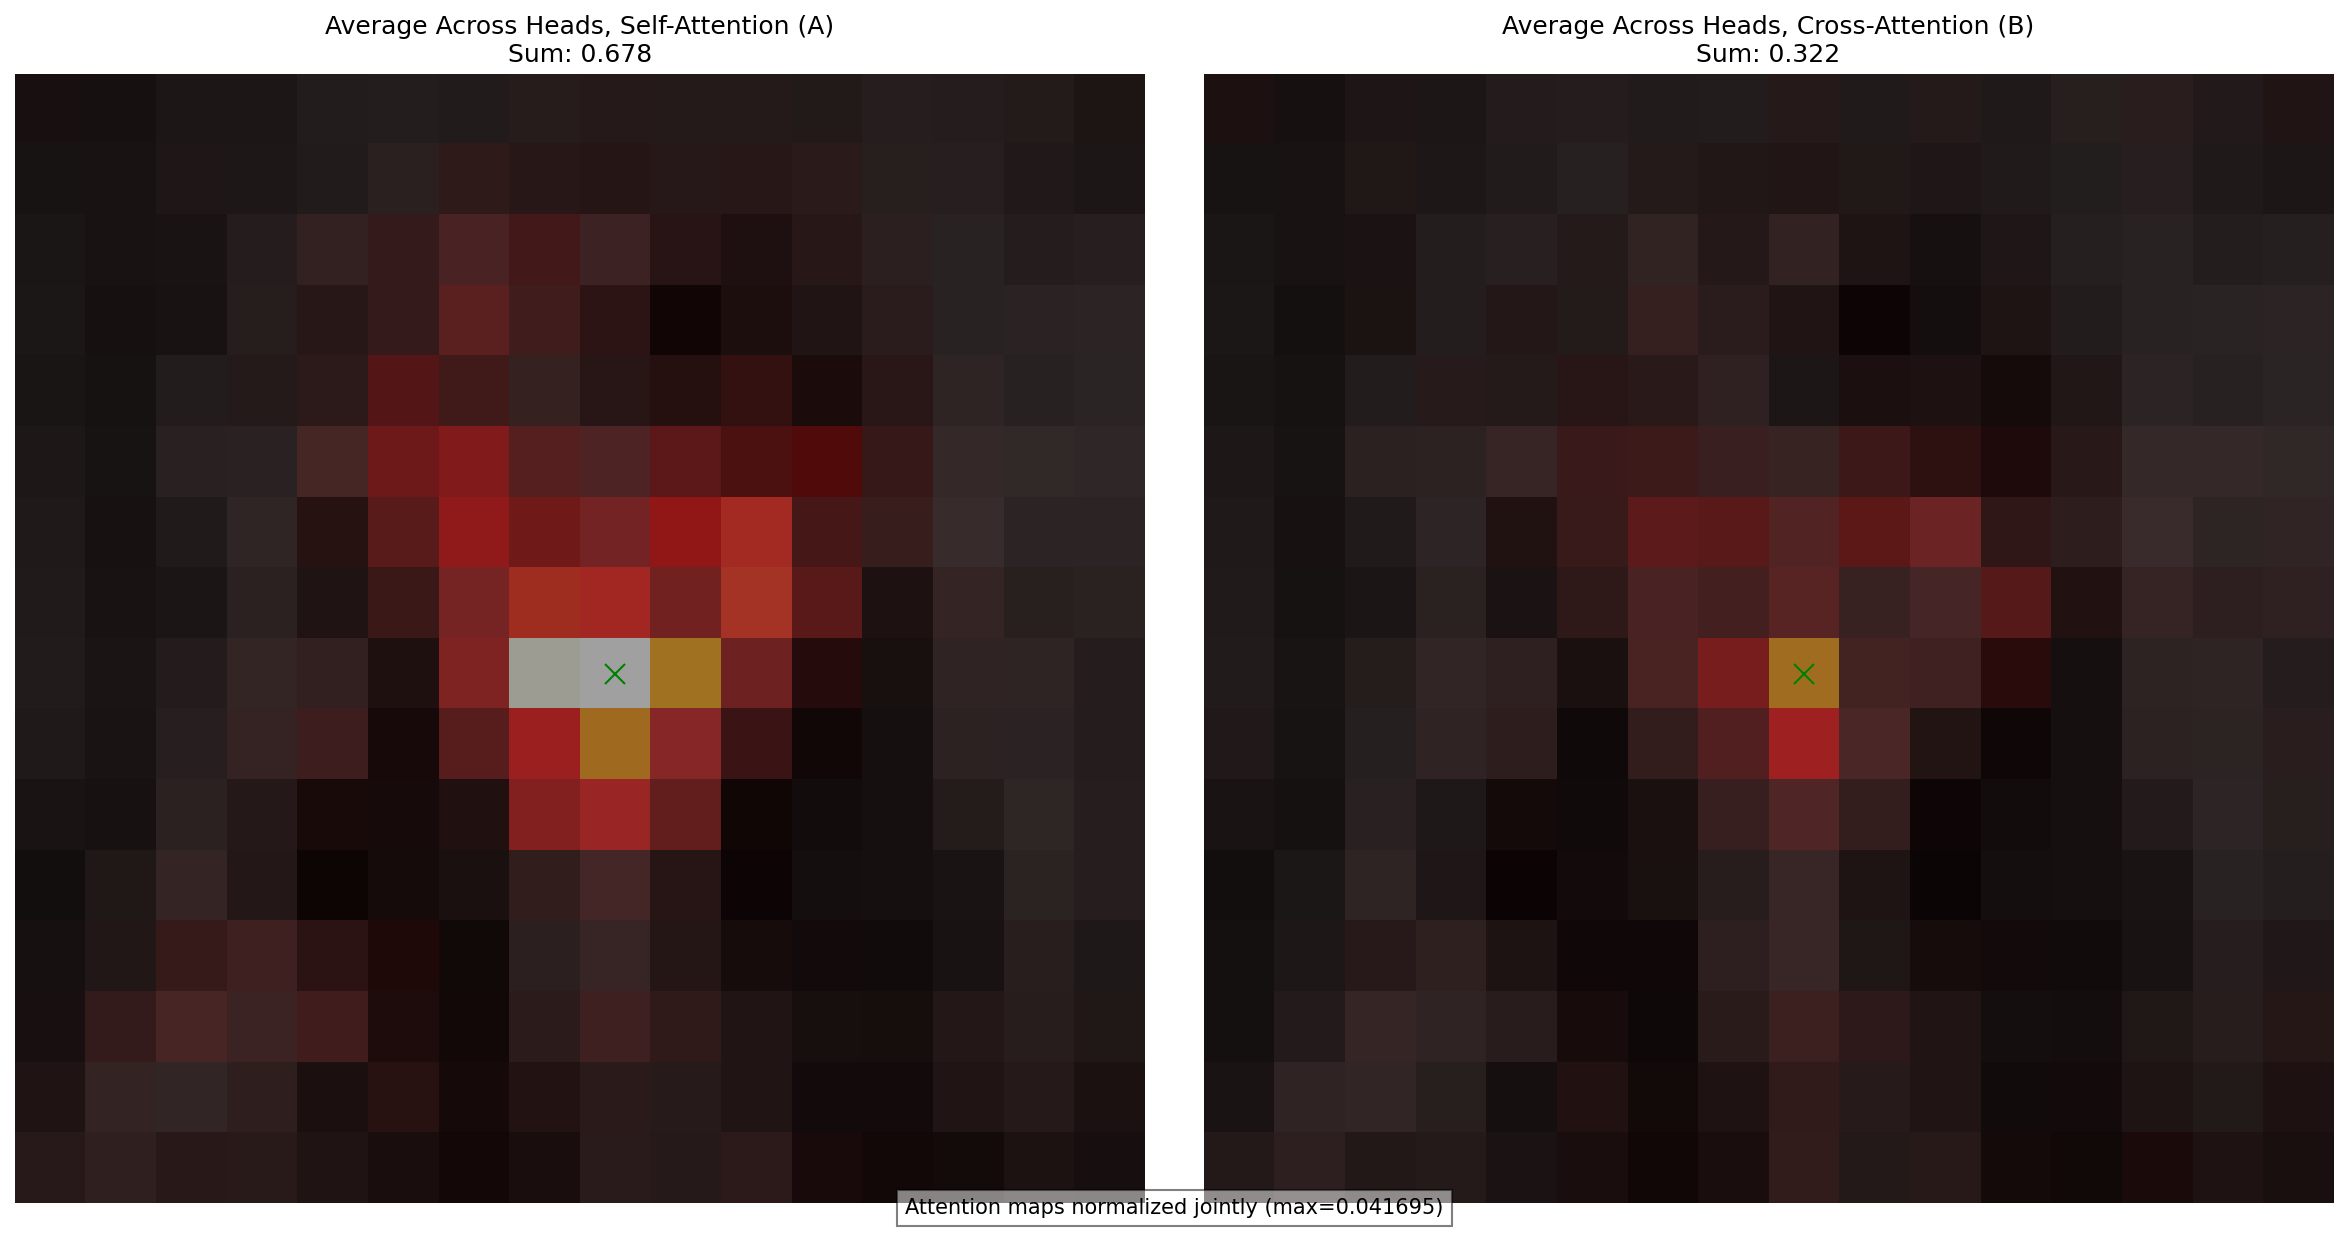 Average Across Heads, Self-Attention (A)
Sum: 0.678
Average Across Heads, Cross-Attention (B)
Sum: 0.322
Attention maps normalized jointly (max=0.041695)